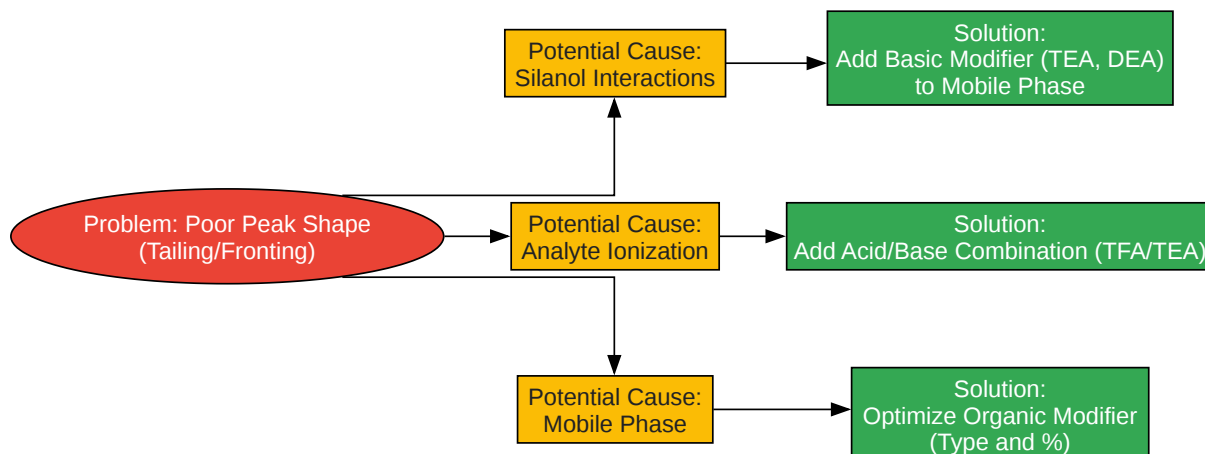 Problem: Poor Peak Shape
(Tailing/Fronting)
Potential Cause:
Silanol Interactions
Solution:
Add Basic Modifier (TEA, DEA)
to Mobile Phase
Potential Cause:
Analyte Ionization
Solution:
Add Acid/Base Combination (TFA/TEA)
Potential Cause:
Mobile Phase
Solution:
Optimize Organic Modifier
(Type and %)